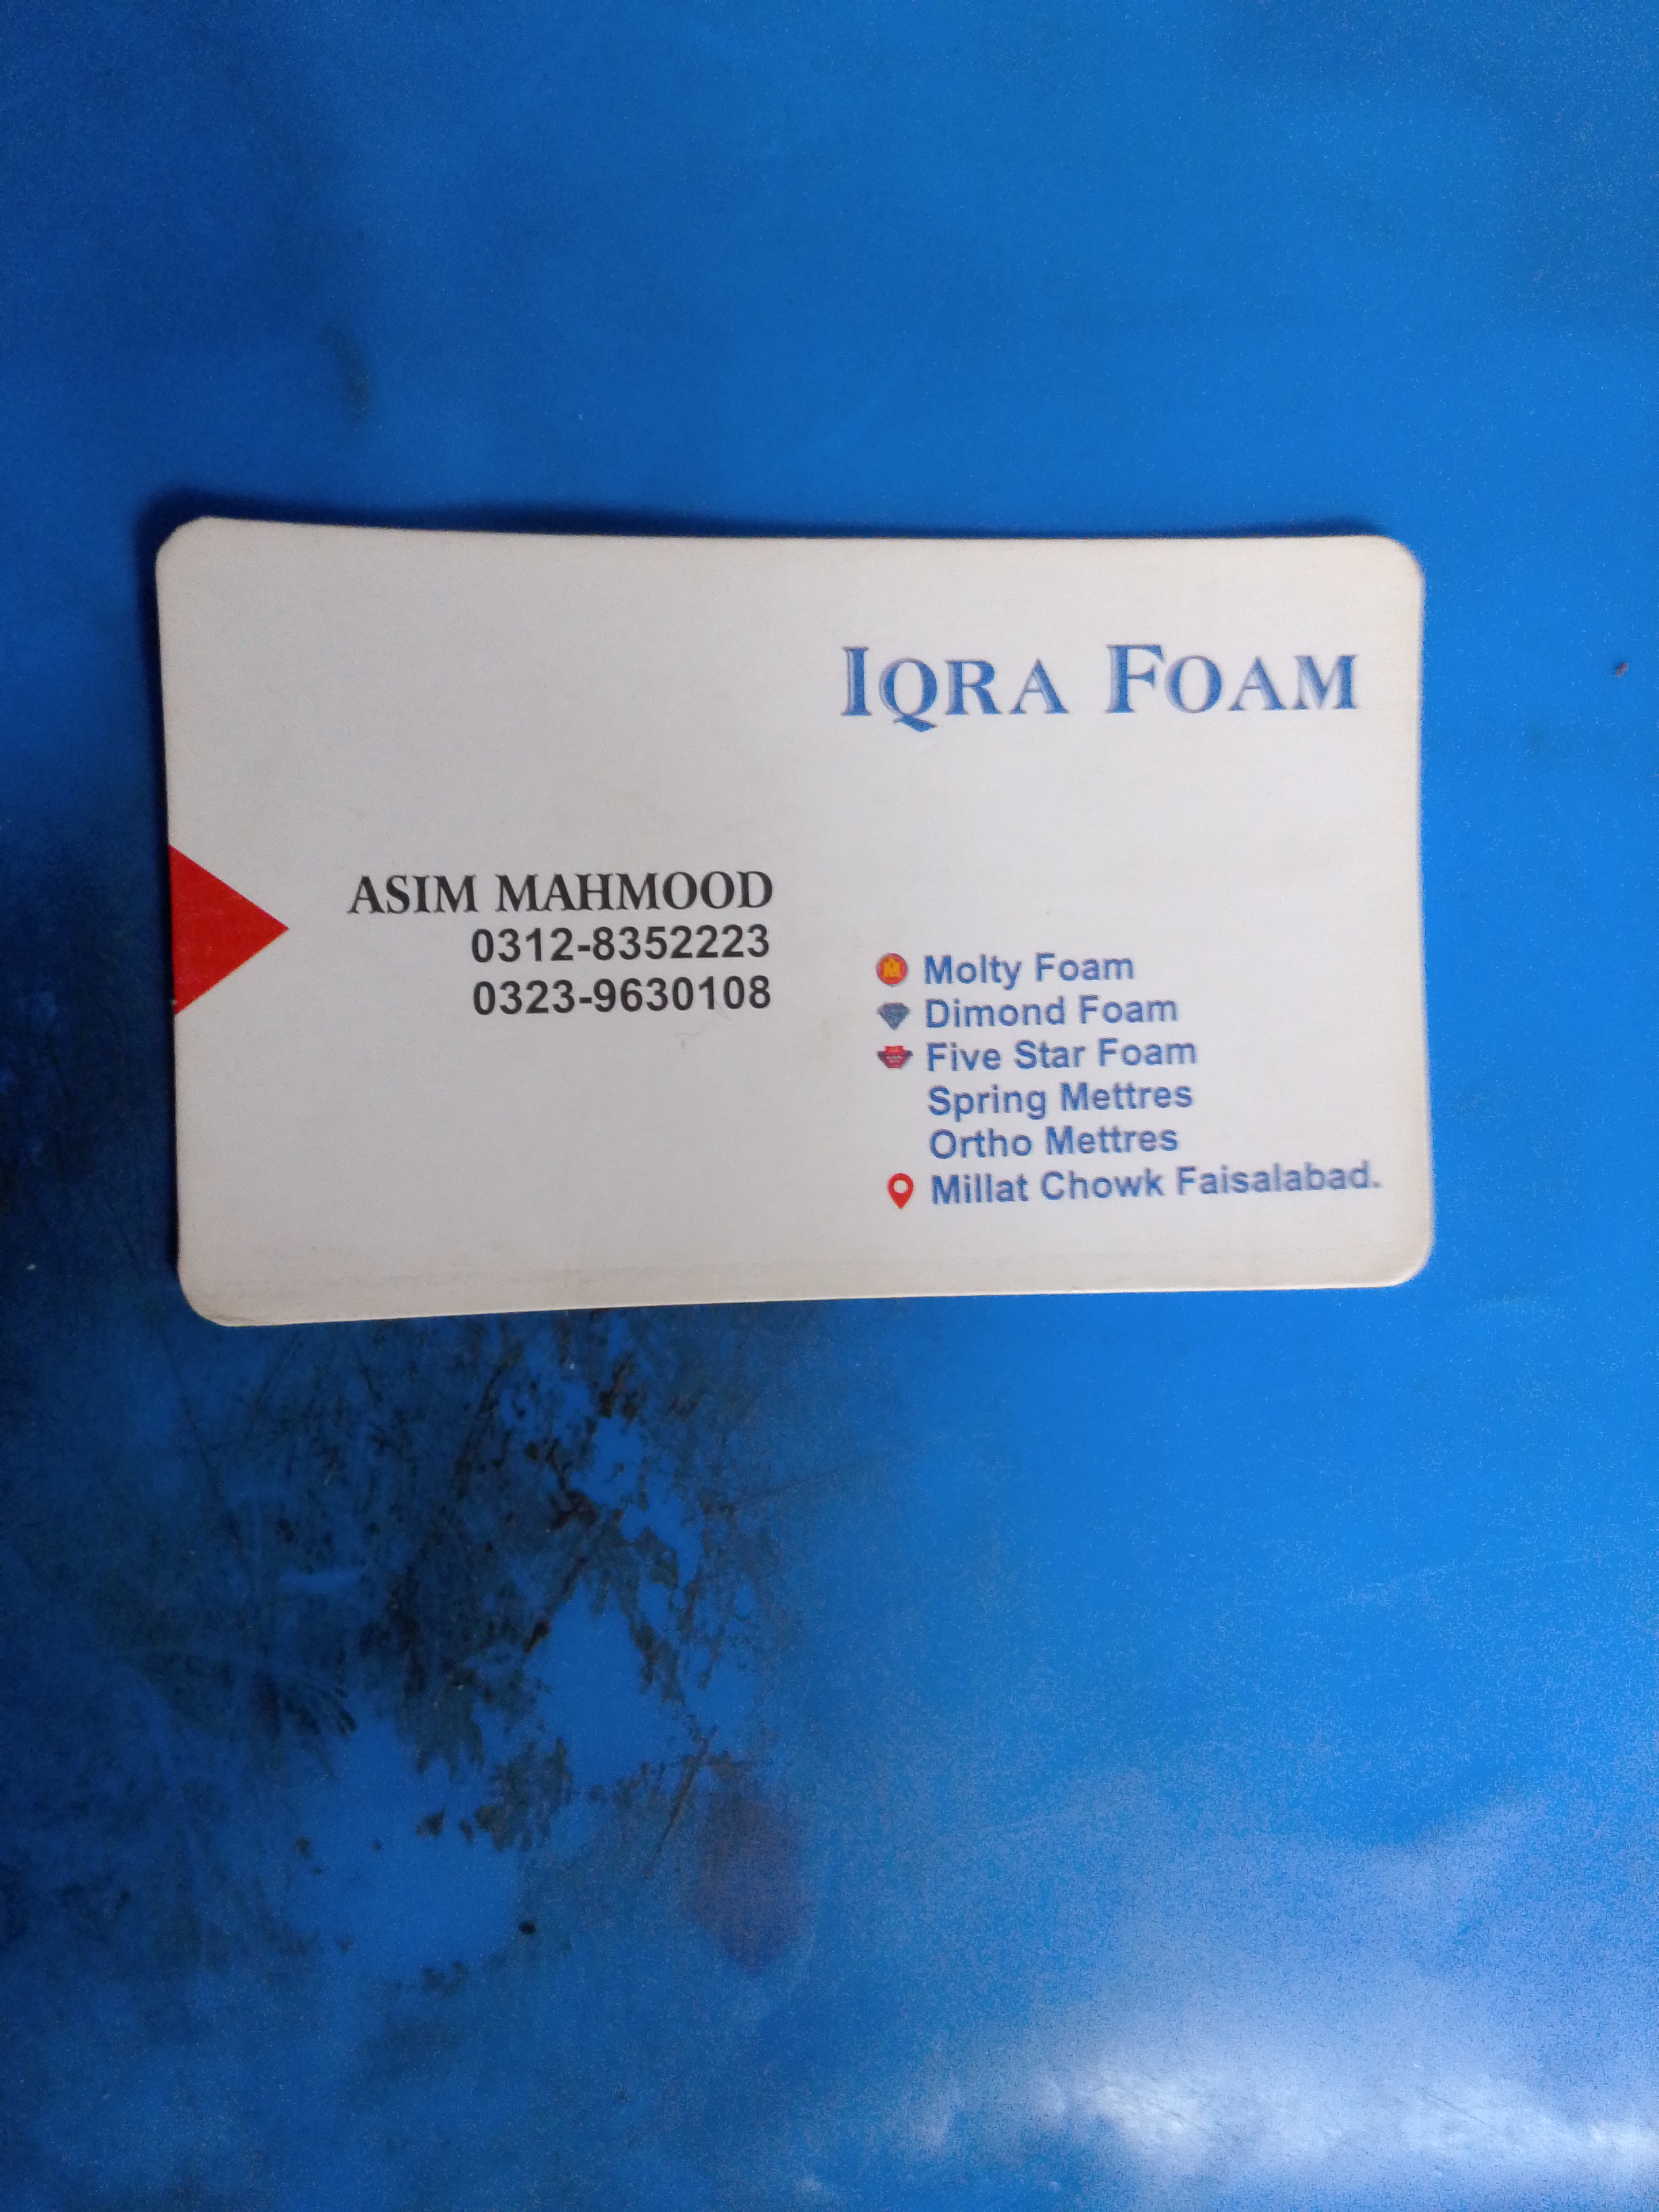 IQRA FOAM
ASIM MAHMOOD
0312-8352223
0323-9630108
Molty Foam
Dimond Foam
Five Star Foam
Spring Mettres
Ortho Mettres
Millat Chowk Faisalabad.